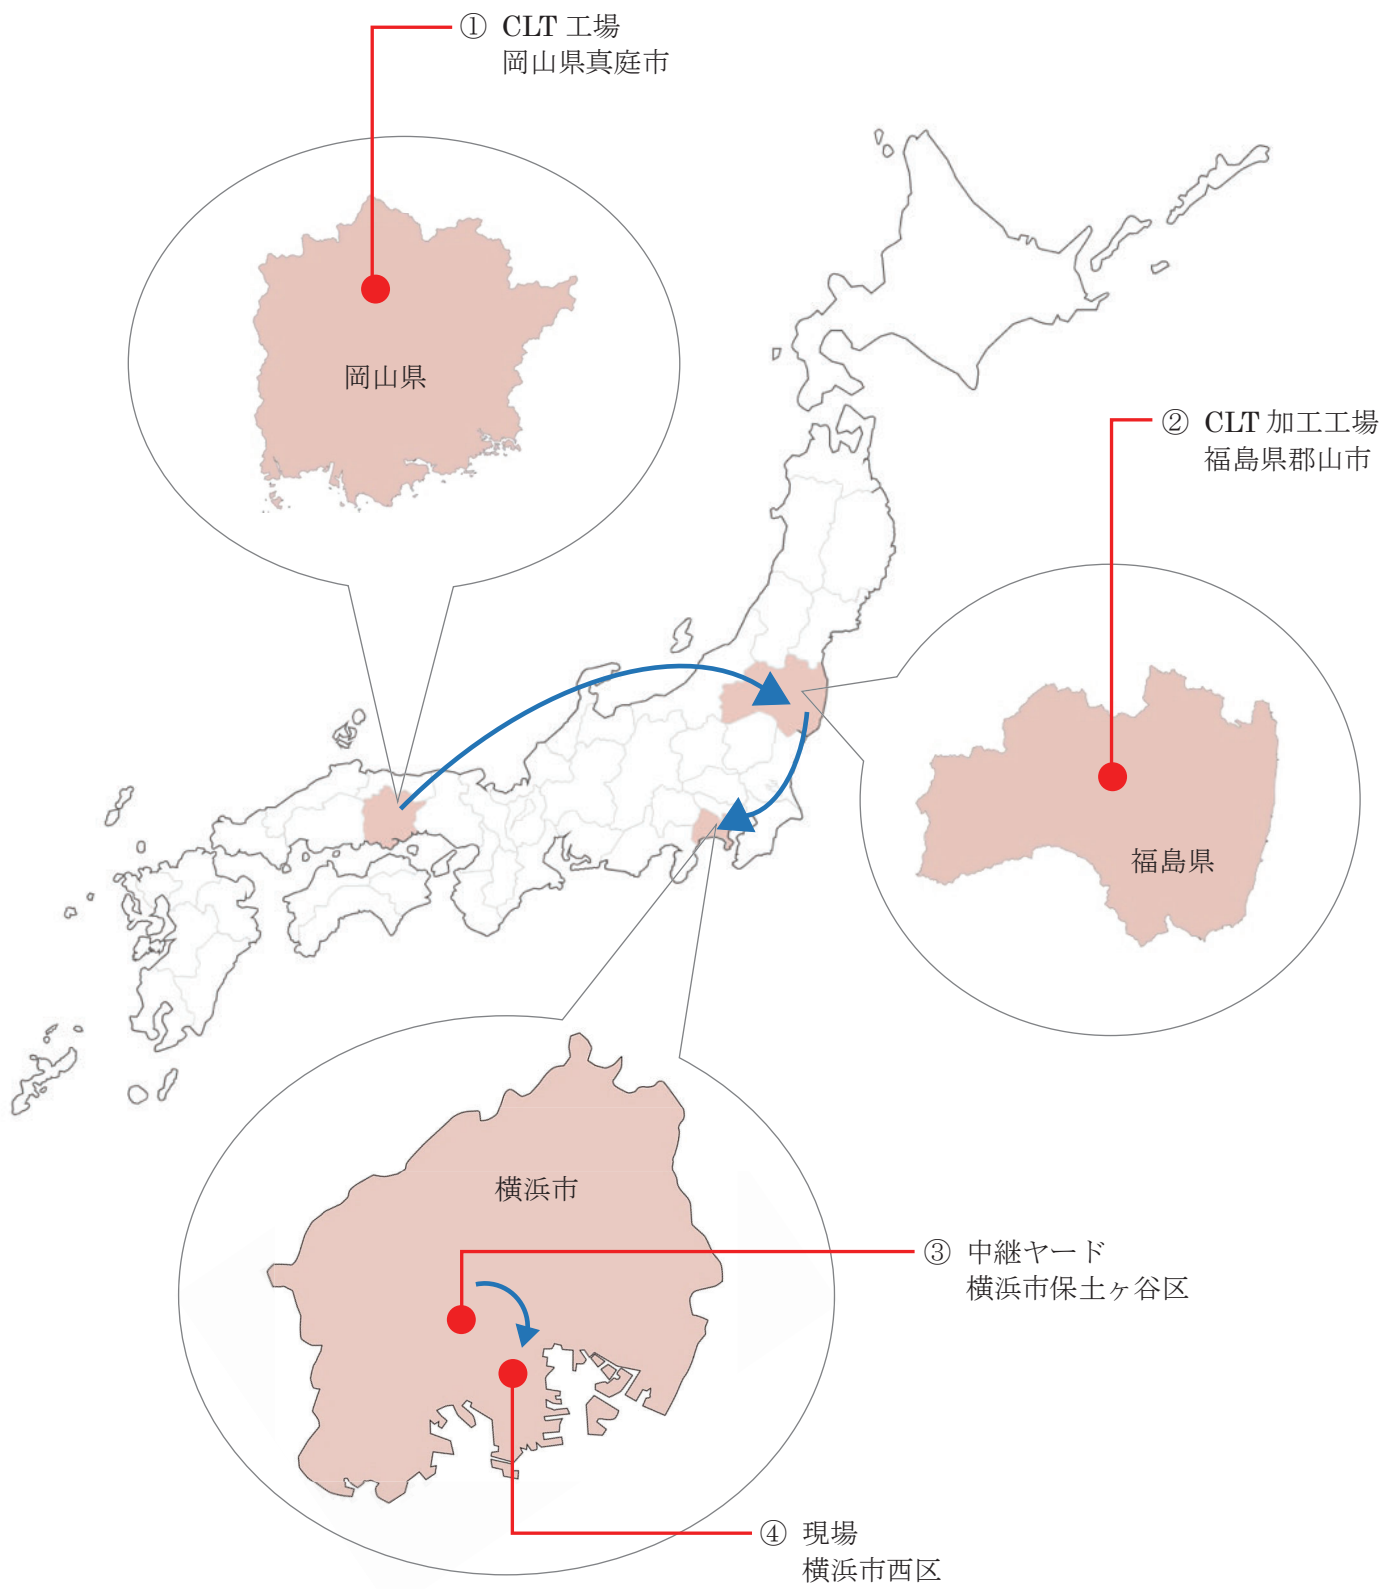 ① CLT 工場
岡山県真庭市
岡山県
② CLT 加工工場
福島県郡山市
福島県
横浜市
③ 中継ヤード
横浜市保土ヶ谷区
④ 現場
横浜市西区